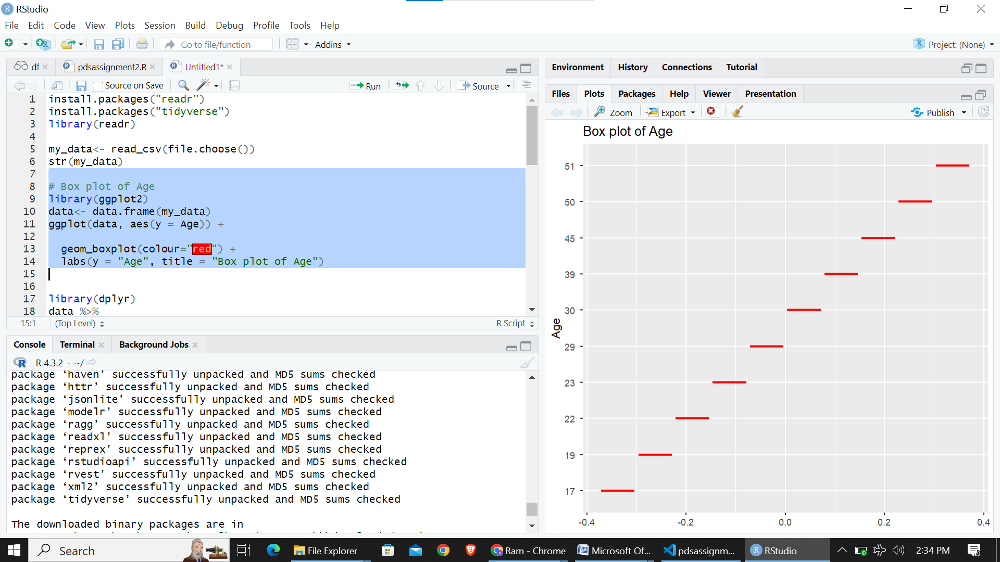 RStudio
File Edit Code View Plots Session Build Debug Profile Tools Help
Go to file/function Addins Project: (None)
df pdsassignment2.R Untitled1*
Source on Save Run Source
1 install.packages("readr")
2 install.packages("tidyverse")
3 library(readr)
4
5 my_data<- read_csv(file.choose())
6 str(my_data)
7
8 # Box plot of Age
9 library(ggplot2)
10 data<- data.frame(my_data)
11 ggplot(data, aes(y = Age)) +
12
13 geom_boxplot(colour="red") +
14 labs(y = "Age", title = "Box plot of Age")
15
16
17 library(dplyr)
18 data %>%
15:1 (Top Level) R Script
Console Terminal Background Jobs
R 4.3.2 · ~/
package ‘haven’ successfully unpacked and MD5 sums checked
package ‘httr’ successfully unpacked and MD5 sums checked
package ‘jsonlite’ successfully unpacked and MD5 sums checked
package ‘modelr’ successfully unpacked and MD5 sums checked
package ‘ragg’ successfully unpacked and MD5 sums checked
package ‘readxl’ successfully unpacked and MD5 sums checked
package ‘reprex’ successfully unpacked and MD5 sums checked
package ‘rstudioapi’ successfully unpacked and MD5 sums checked
package ‘rvest’ successfully unpacked and MD5 sums checked
package ‘xml2’ successfully unpacked and MD5 sums checked
package ‘tidyverse’ successfully unpacked and MD5 sums checked
The downloaded binary packages are in
Environment History Connections Tutorial
Files Plots Packages Help Viewer Presentation
Zoom Export Publish
Box plot of Age
51
50
45
39
30
29
23
22
19
17
Age
-0.4 -0.2 0.0 0.2 0.4
Search File Explorer Ram - Chrome Microsoft Of... pdsassignm... RStudio 2:34 PM